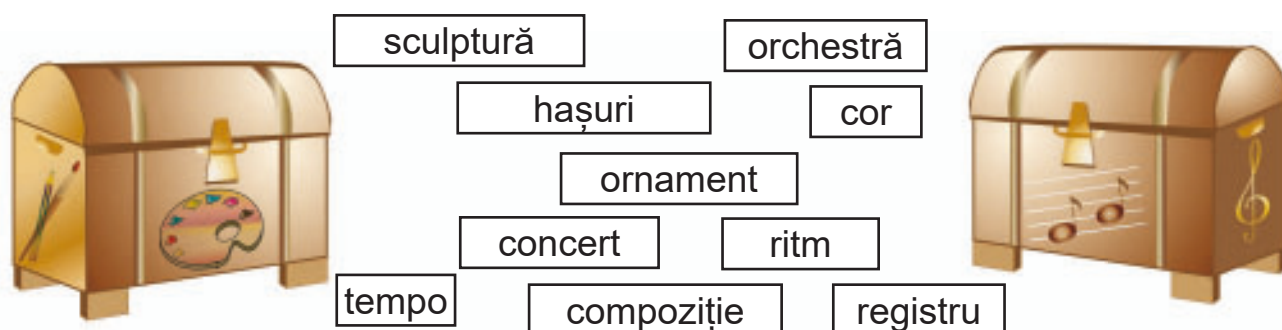 sculptură
orchestră
hașuri
cor
ornament
concert
ritm
tempo
compoziție
registru